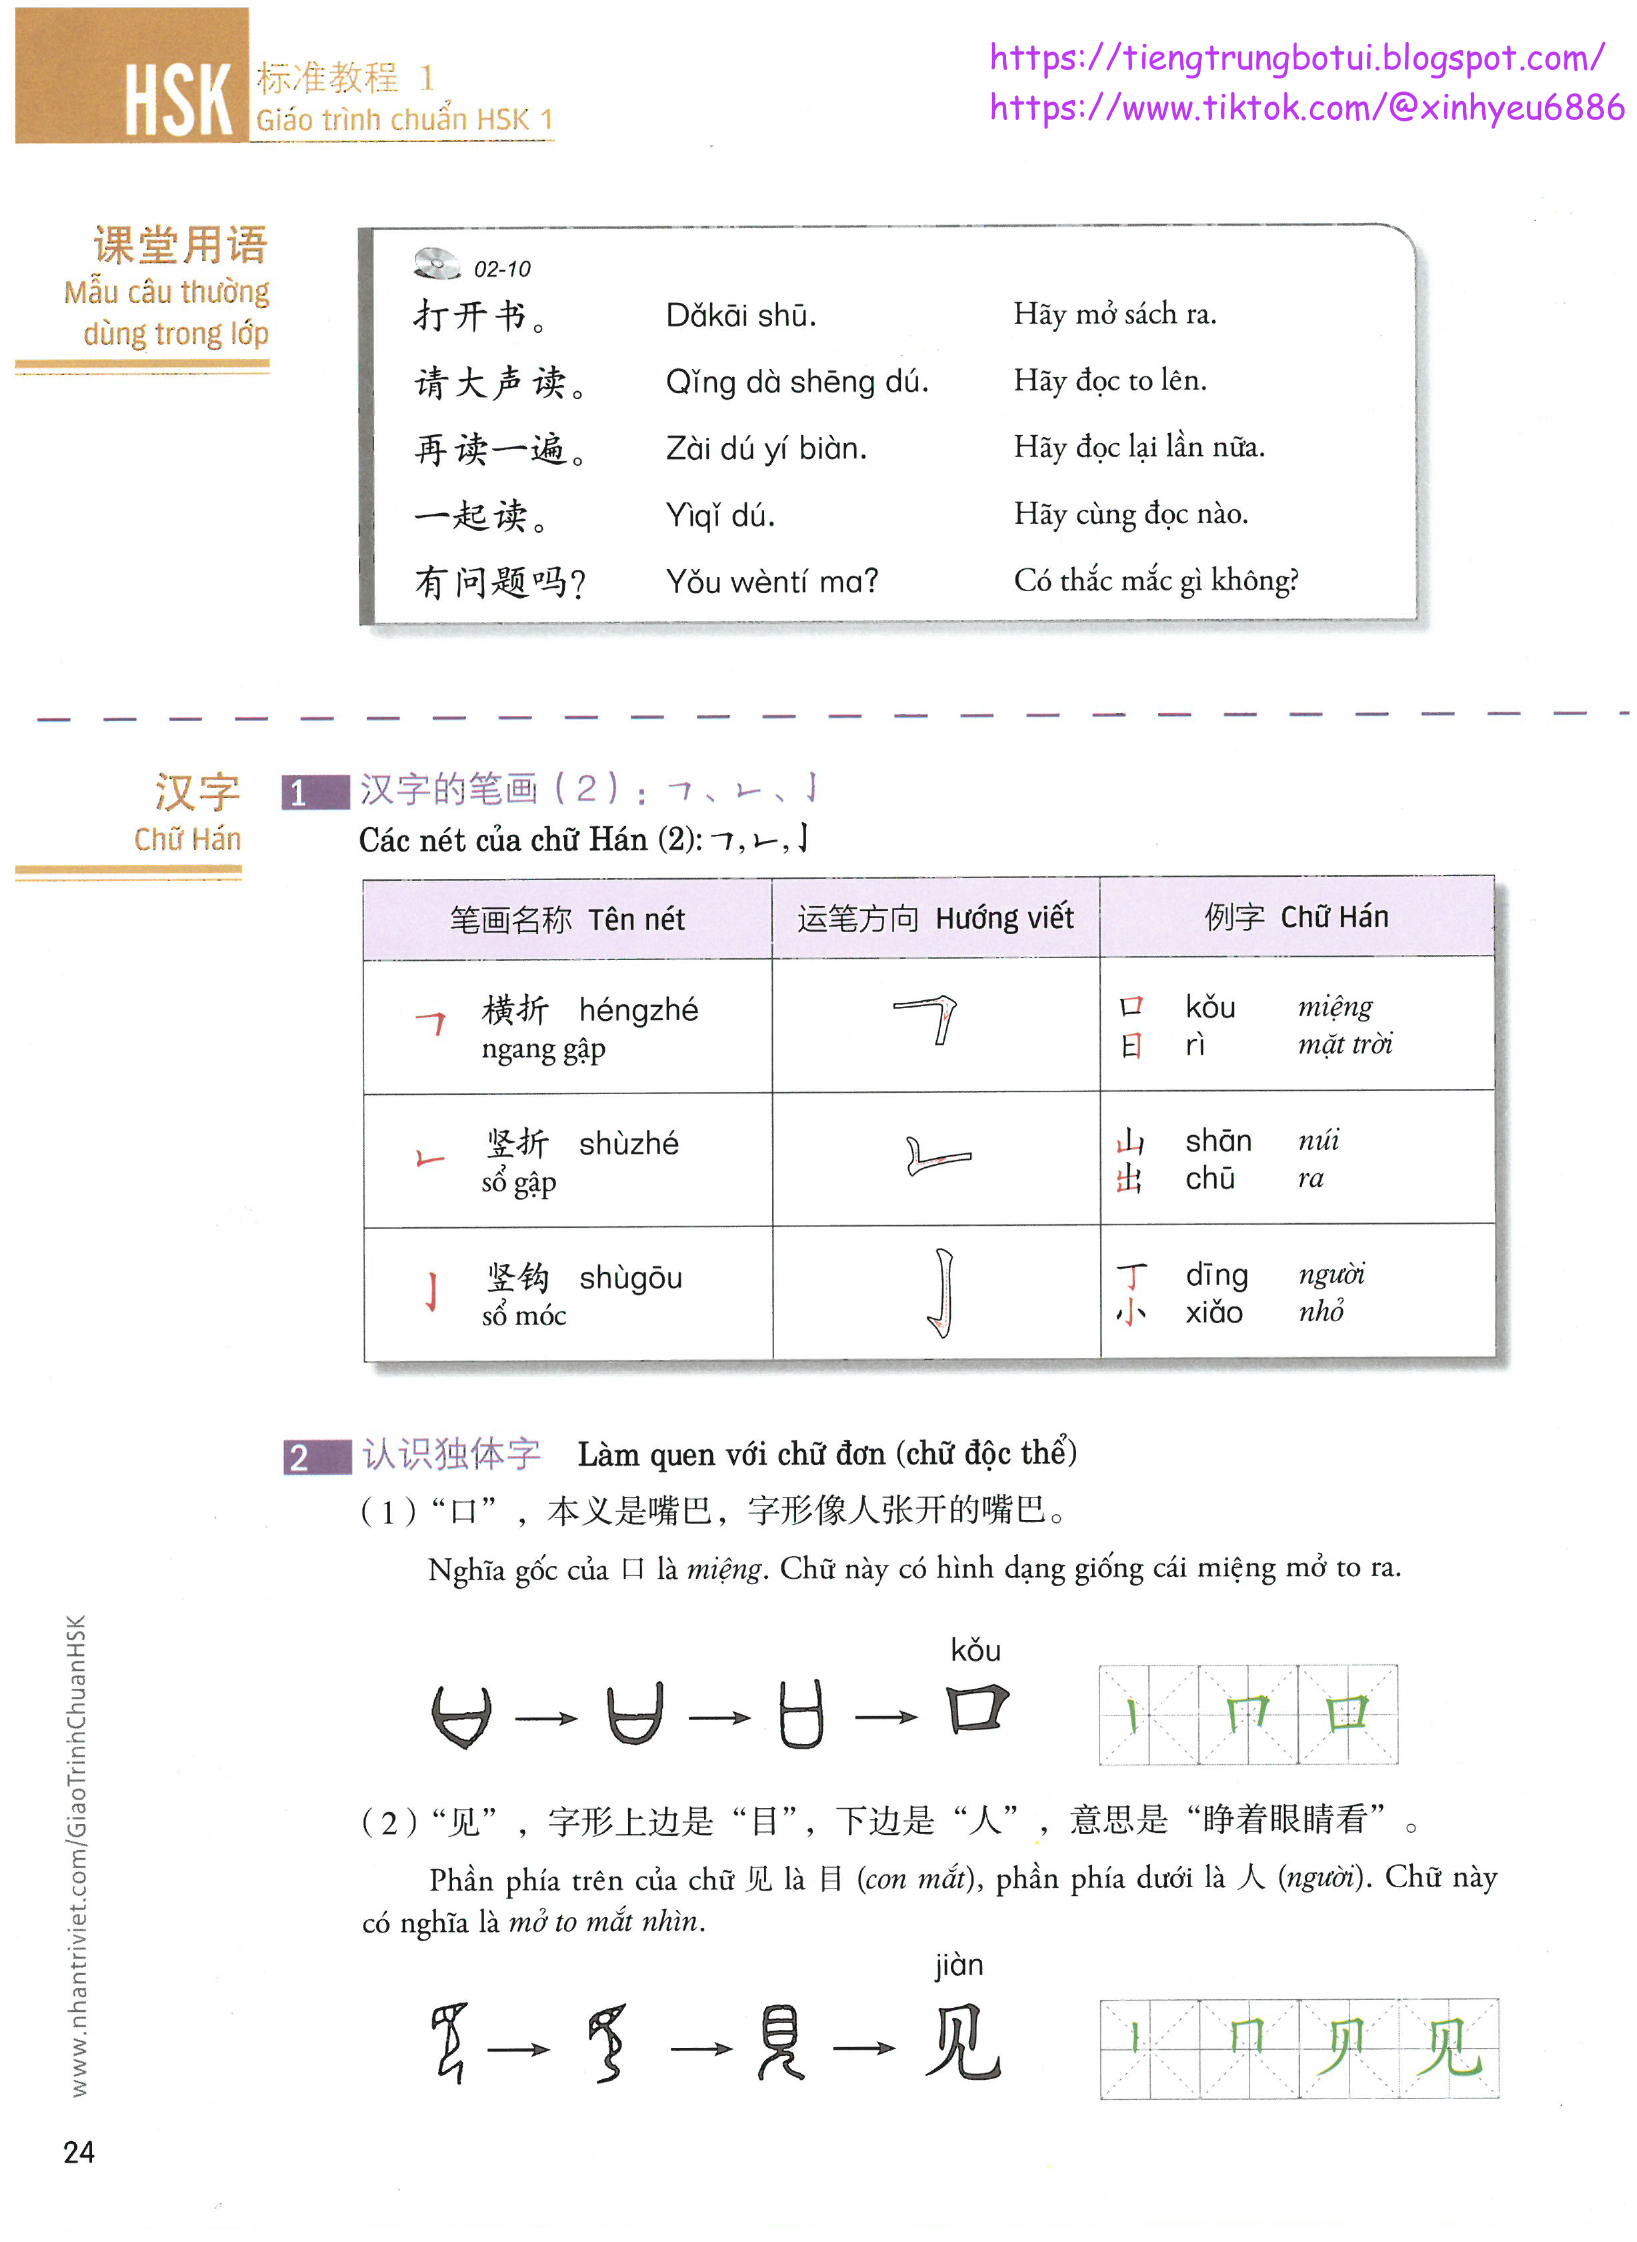 https://tiengtrungbotui.blogspot.com/
https://www.tiktok.com/@xinhyeu6886
HSK 标准教程 1
Giáo trình chuẩn HSK 1
课堂用语
Mẫu câu thường
dùng trong lớp
02-10
打开书。 Dǎkāi shū. Hãy mở sách ra.
请大声读。 Qǐng dà shēng dú. Hãy đọc to lên.
再读一遍。 Zài dú yí biàn. Hãy đọc lại lần nữa.
一起读。 Yìqǐ dú. Hãy cùng đọc nào.
有问题吗? Yǒu wèntí ma? Có thắc mắc gì không?
汉字
Chữ Hán
1 汉字的笔画(2):㇕、㇗、亅
Các nét của chữ Hán (2): ㇕, ㇗, 亅
笔画名称 Tên nét 运笔方向 Hướng viết 例字 Chữ Hán
㇕ 横折 héngzhé
ngang gập
口 kǒu miệng
日 rì mặt trời
㇗ 竖折 shùzhé
sổ gập
山 shān núi
出 chū ra
亅 竖钩 shùgōu
sổ móc
丁 dīng người
小 xiǎo nhỏ
2 认识独体字 Làm quen với chữ đơn (chữ độc thể)
(1)“口”,本义是嘴巴,字形像人张开的嘴巴。
Nghĩa gốc của 口 là miệng. Chữ này có hình dạng giống cái miệng mở to ra.
kǒu
口
(2)“见”,字形上边是“目”,下边是“人”,意思是“睁着眼睛看”。
Phần phía trên của chữ 见 là 目 (con mắt), phần phía dưới là 人 (người). Chữ này
có nghĩa là mở to mắt nhìn.
jiàn
见
www.nhantriviet.com/GiaoTrinhChuanHSK
24